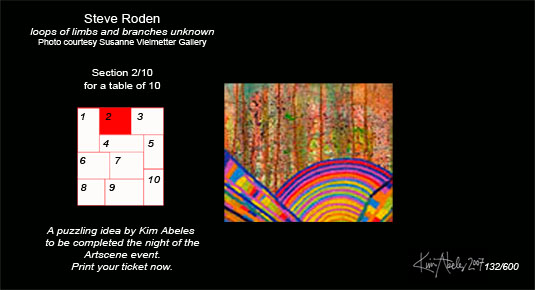 Steve Roden
loops of limbs and branches unknown
Photo courtesy Susanne Vielmetter Gallery
Section 2/10
for a table of 10
1 2 3
4 5
6 7
8 9 10
A puzzling idea by Kim Abeles
to be completed the night of the
Artscene event.
Print your ticket now.
Kim Abeles 2007 132/600